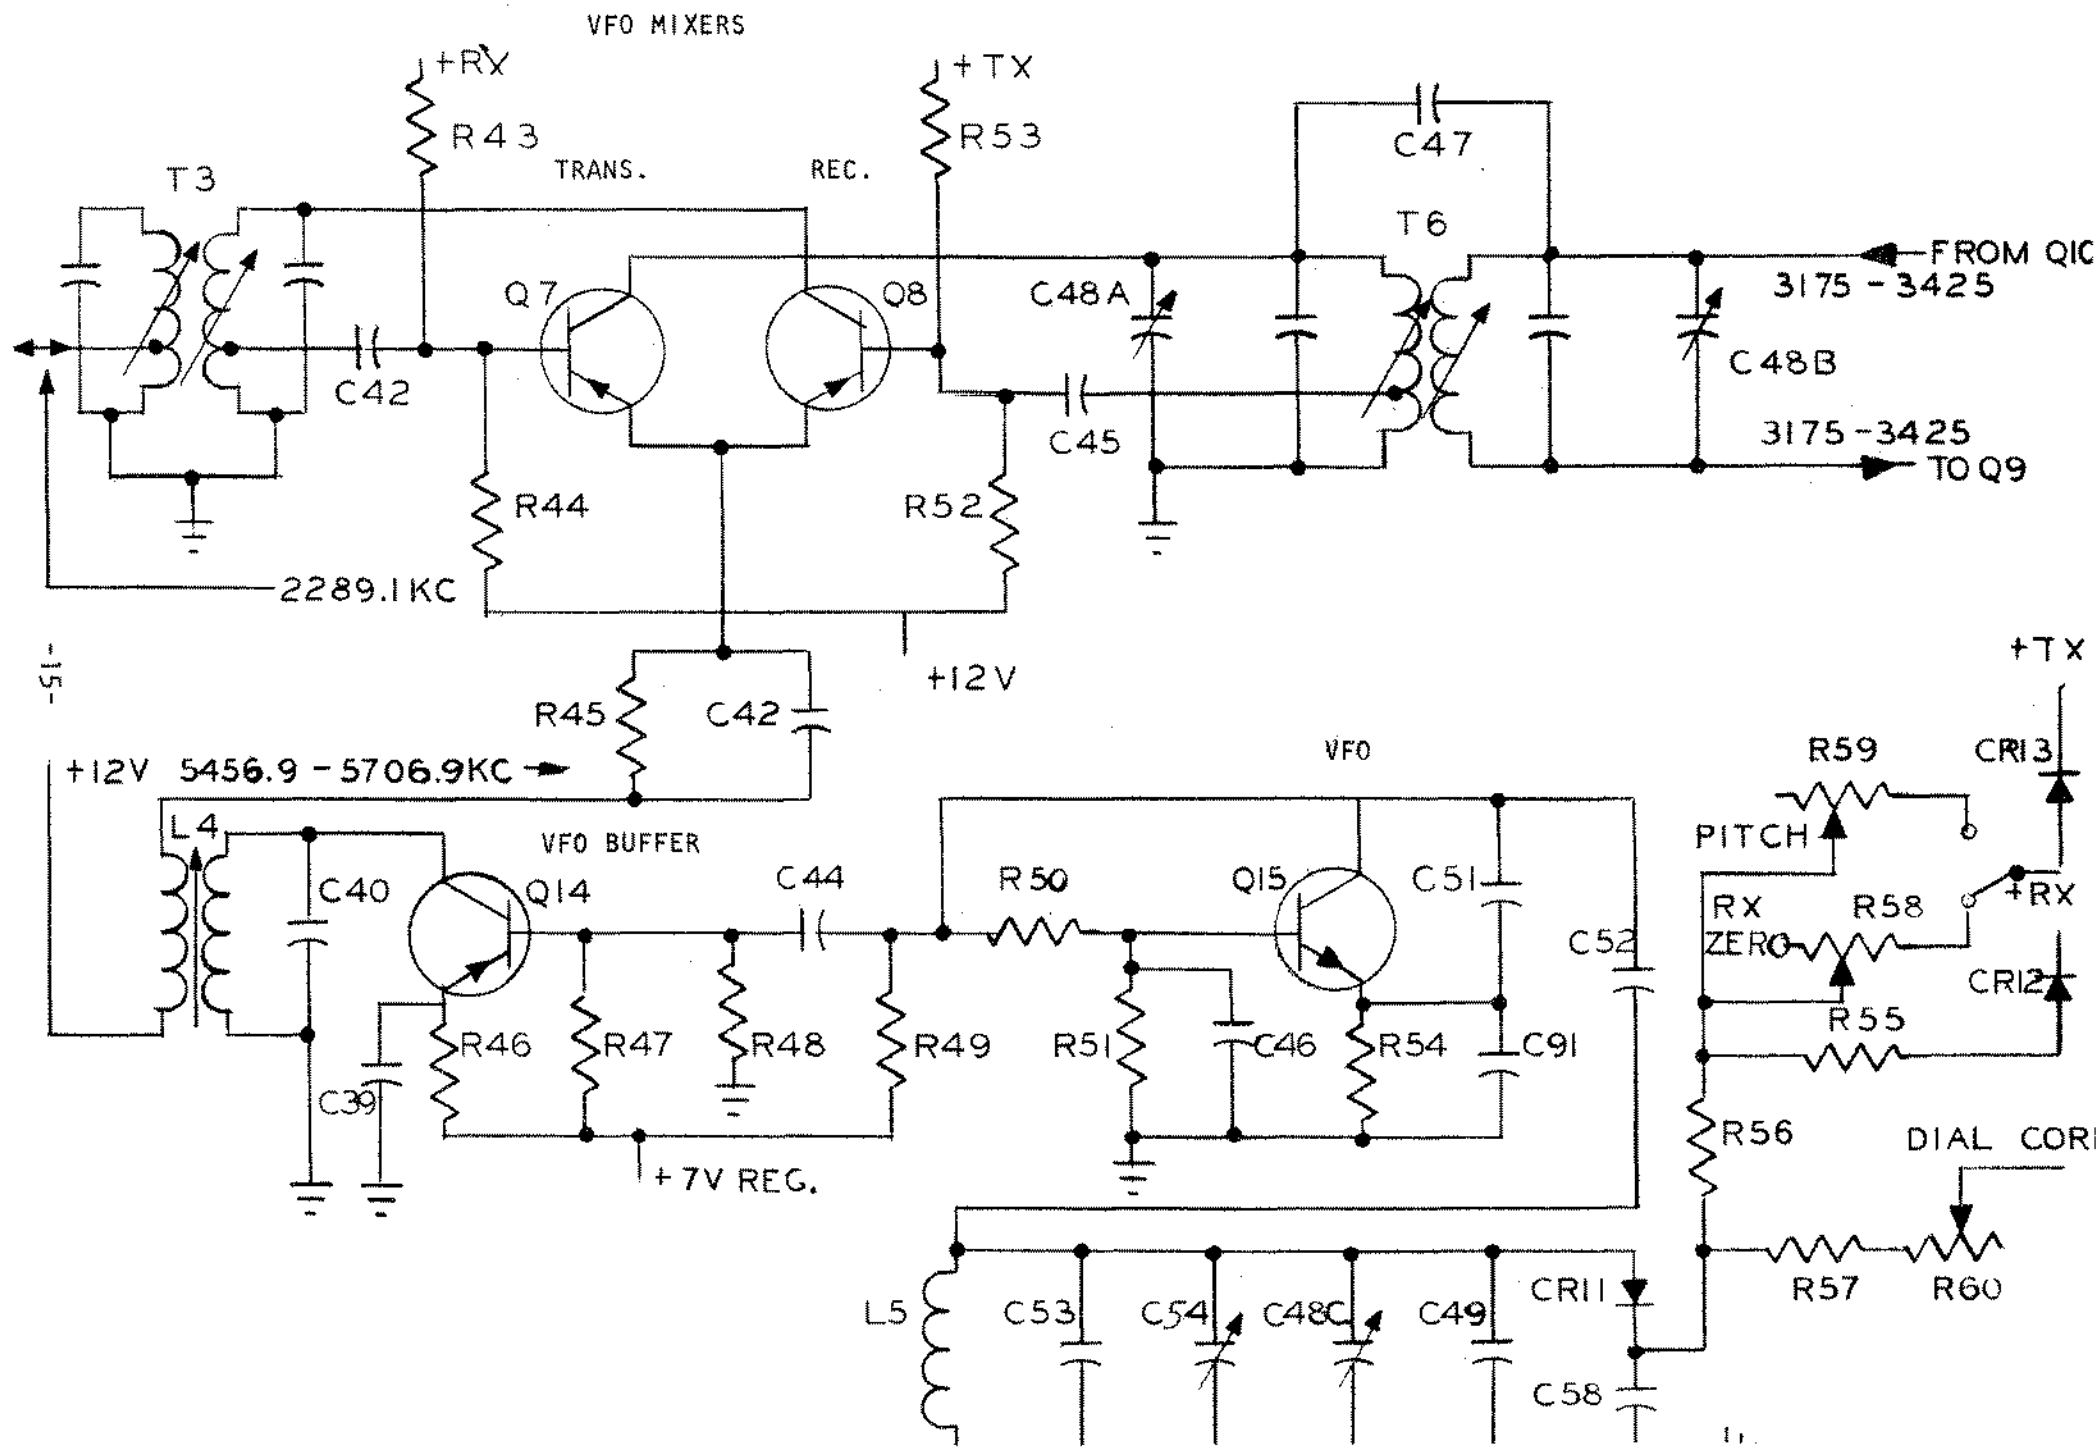 VFO MIXERS
+RX
+ TX
R43
R53
C47
TRANS.
REC.
T3
T6
FROM Q10
3175-3425
Q7
Q8
C48A
C48B
C42
C45
3175-3425
TO Q9
R44
R52
2289.1KC
-15-
+12V
+TX
R45
C42
VFO
R59
CR13
+12V 5456.9-5706.9KC
L4
VFO BUFFER
PITCH
C40
Q14
C44
R50
Q15
C51
+RX
RX
ZERO
R58
C52
CR12
R46
R47
R48
R49
R51
C46
R54
C91
R55
C39
R56
DIAL COR
+7V REG.
L5
C53
C54
C48C
C49
CR11
R57
R60
C58